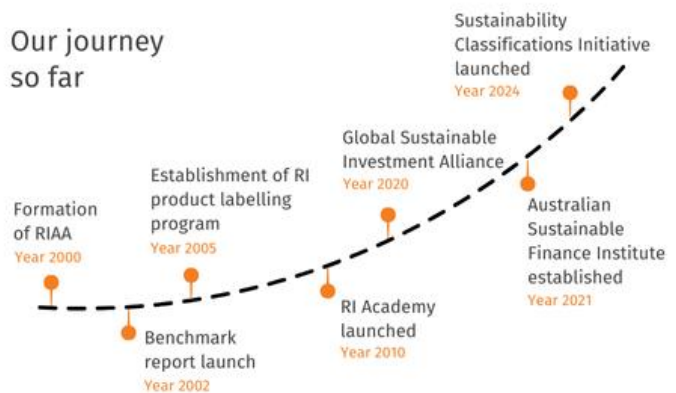 Our journey
so far
Formation
of RIAA
Year 2000
Benchmark
report launch
Year 2002
Establishment of RI
product labelling
program
Year 2005
RI Academy
launched
Year 2010
Global Sustainable
Investment Alliance
Year 2020
Australian
Sustainable
Finance Institute
established
Year 2021
Sustainability
Classifications Initiative
launched
Year 2024